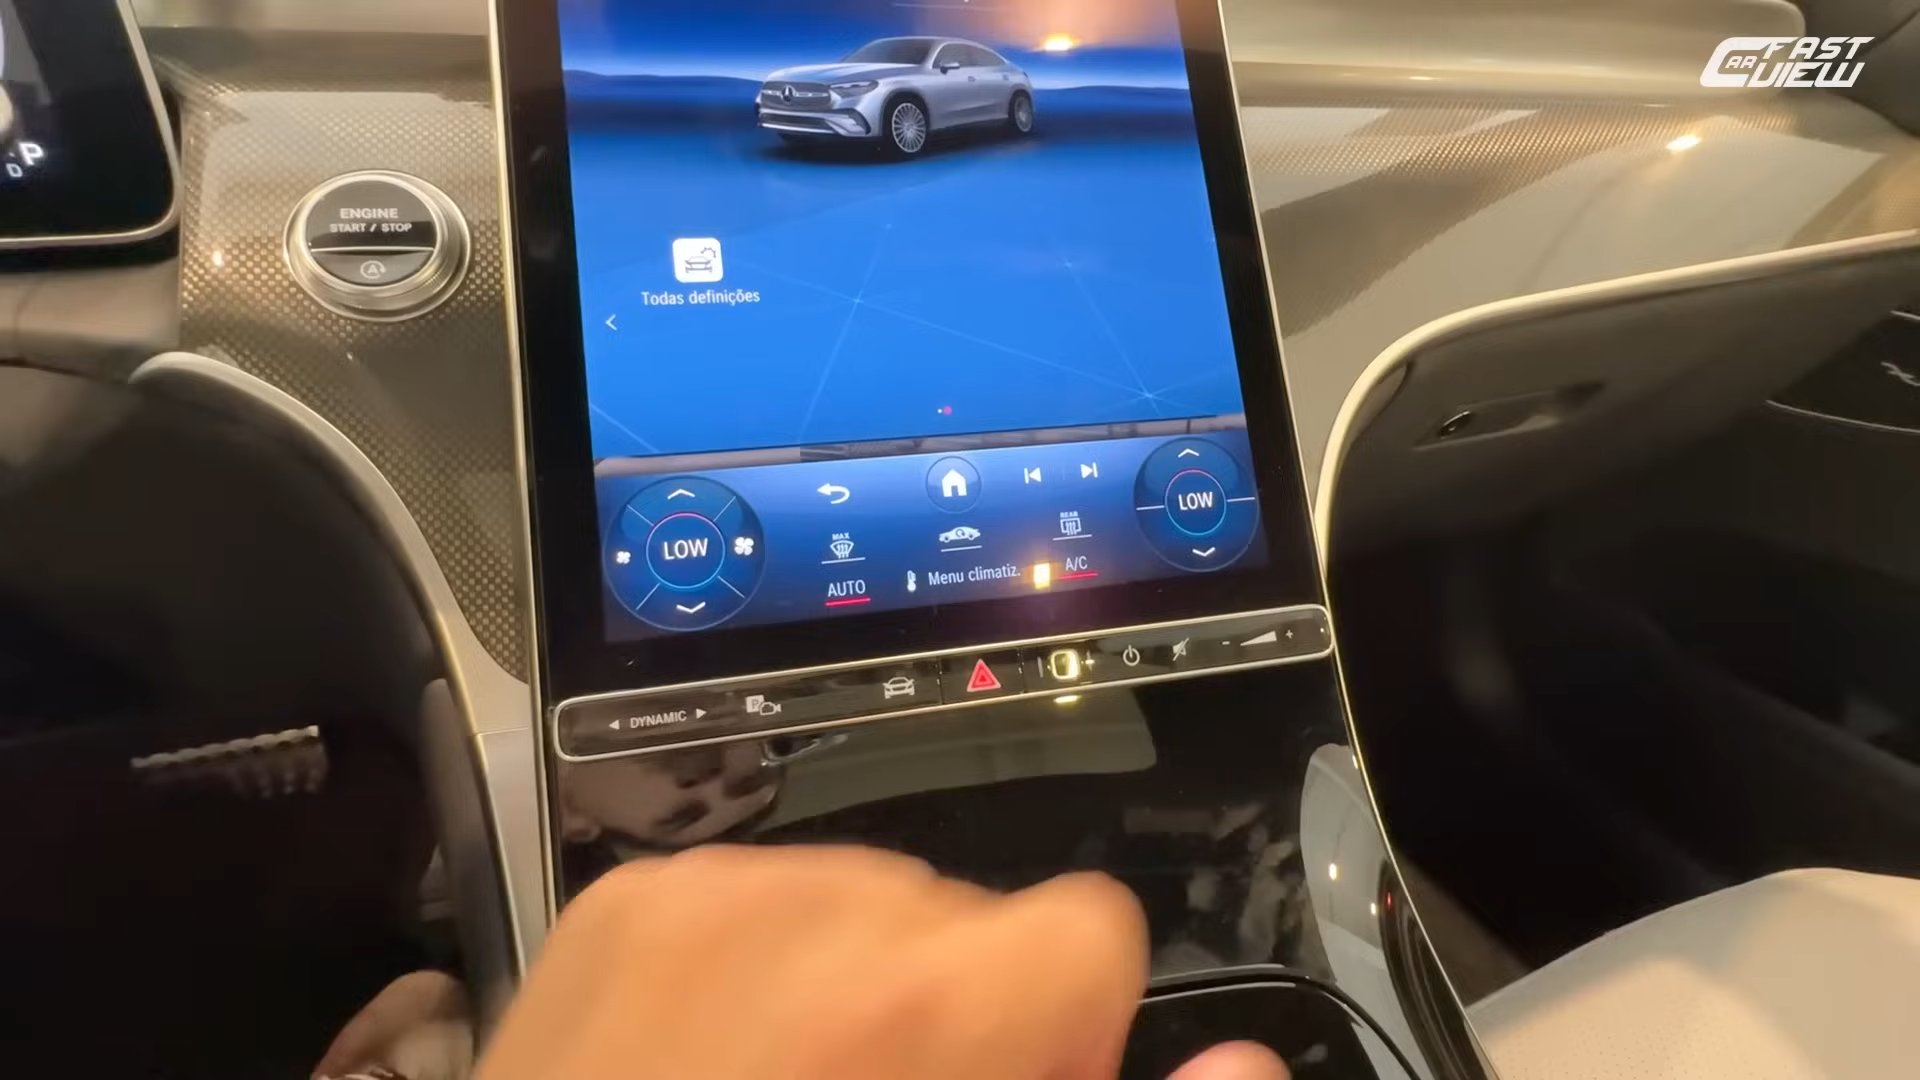 CAR FAST VIEW
P
D
ENGINE
START / STOP
A
Todas definições
LOW
LOW
MAX
REAR
AUTO
Menu climatiz.
A/C
DYNAMIC
P
- +